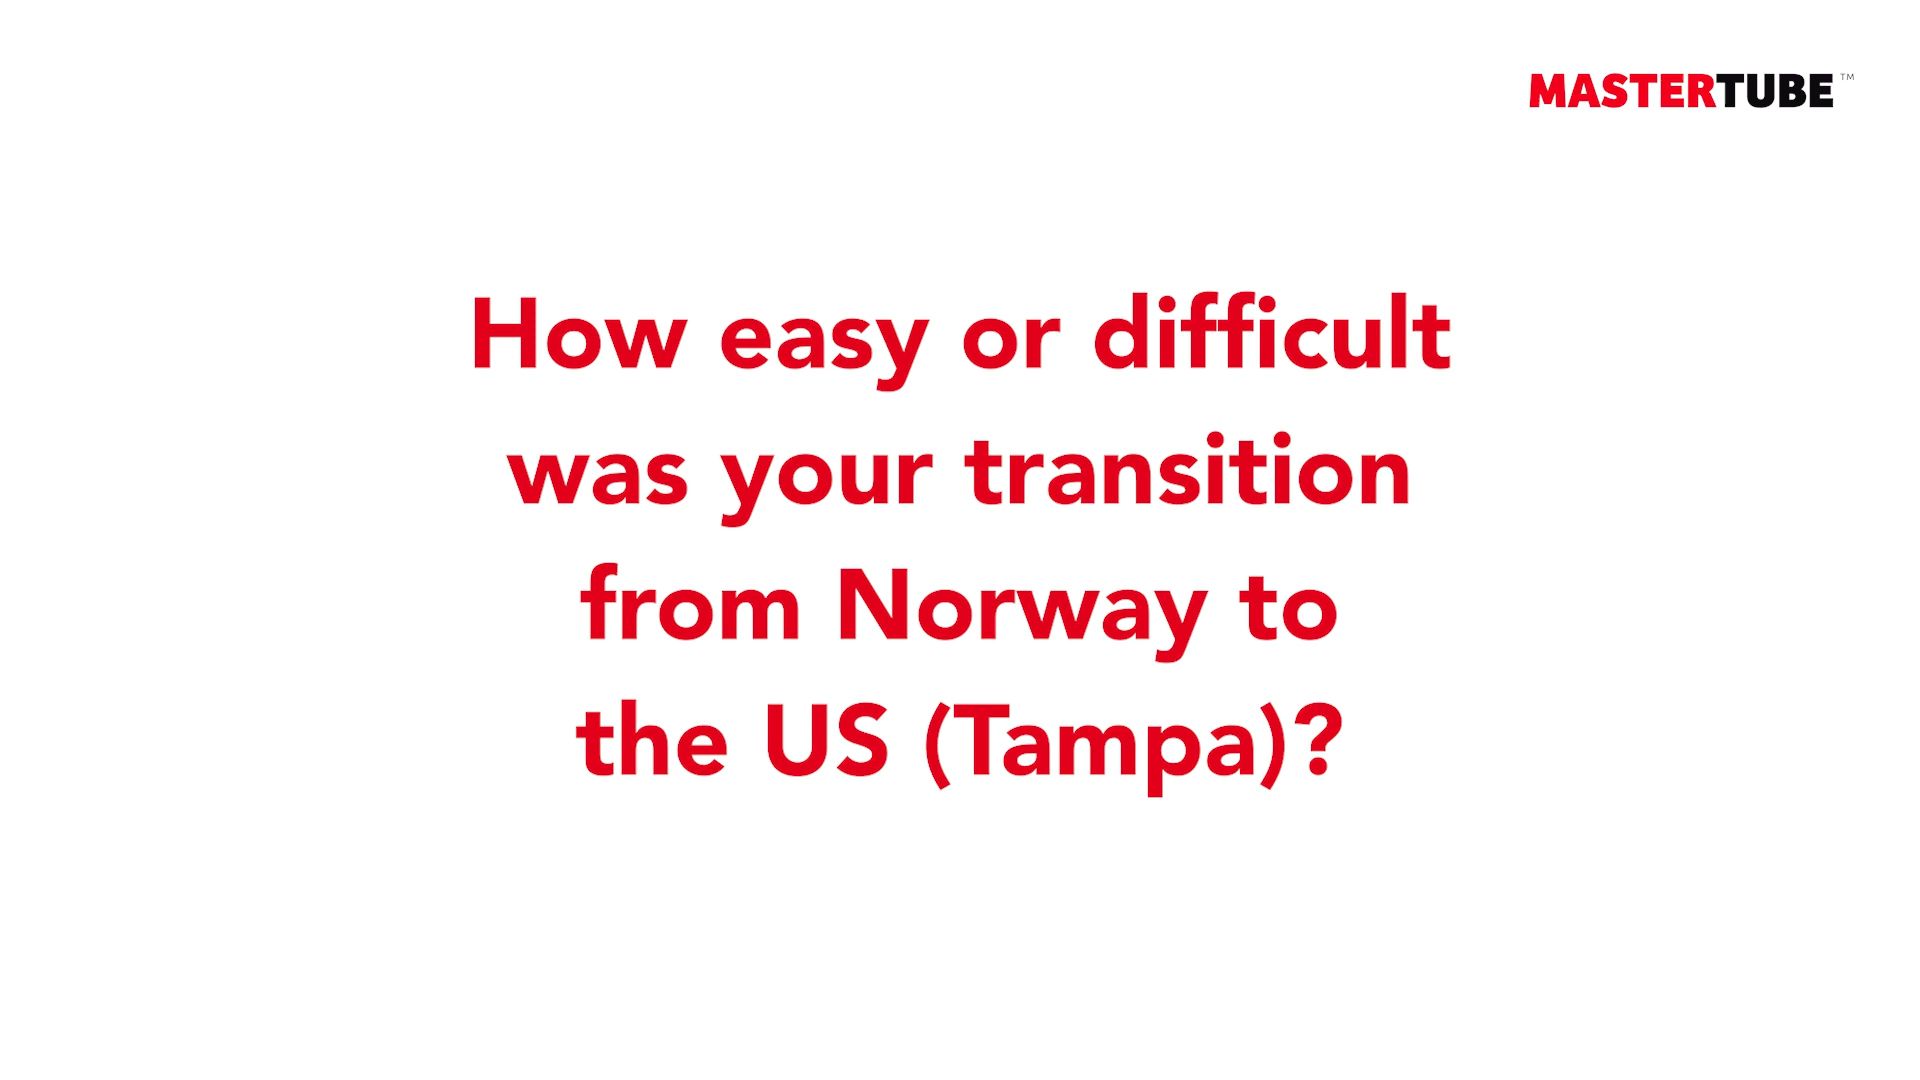 MASTERTUBE™
How easy or difficult
was your transition
from Norway to
the US (Tampa)?